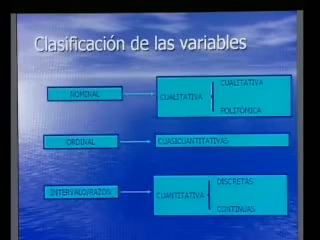 Clasificación de las variables
NOMINAL
CUALITATIVA
CUALITATIVA
POLITÓMICA
ORDINAL
CUASICUANTITATIVAS
INTERVALO/RAZÓN
CUANTITATIVA
DISCRETAS
CONTINUAS